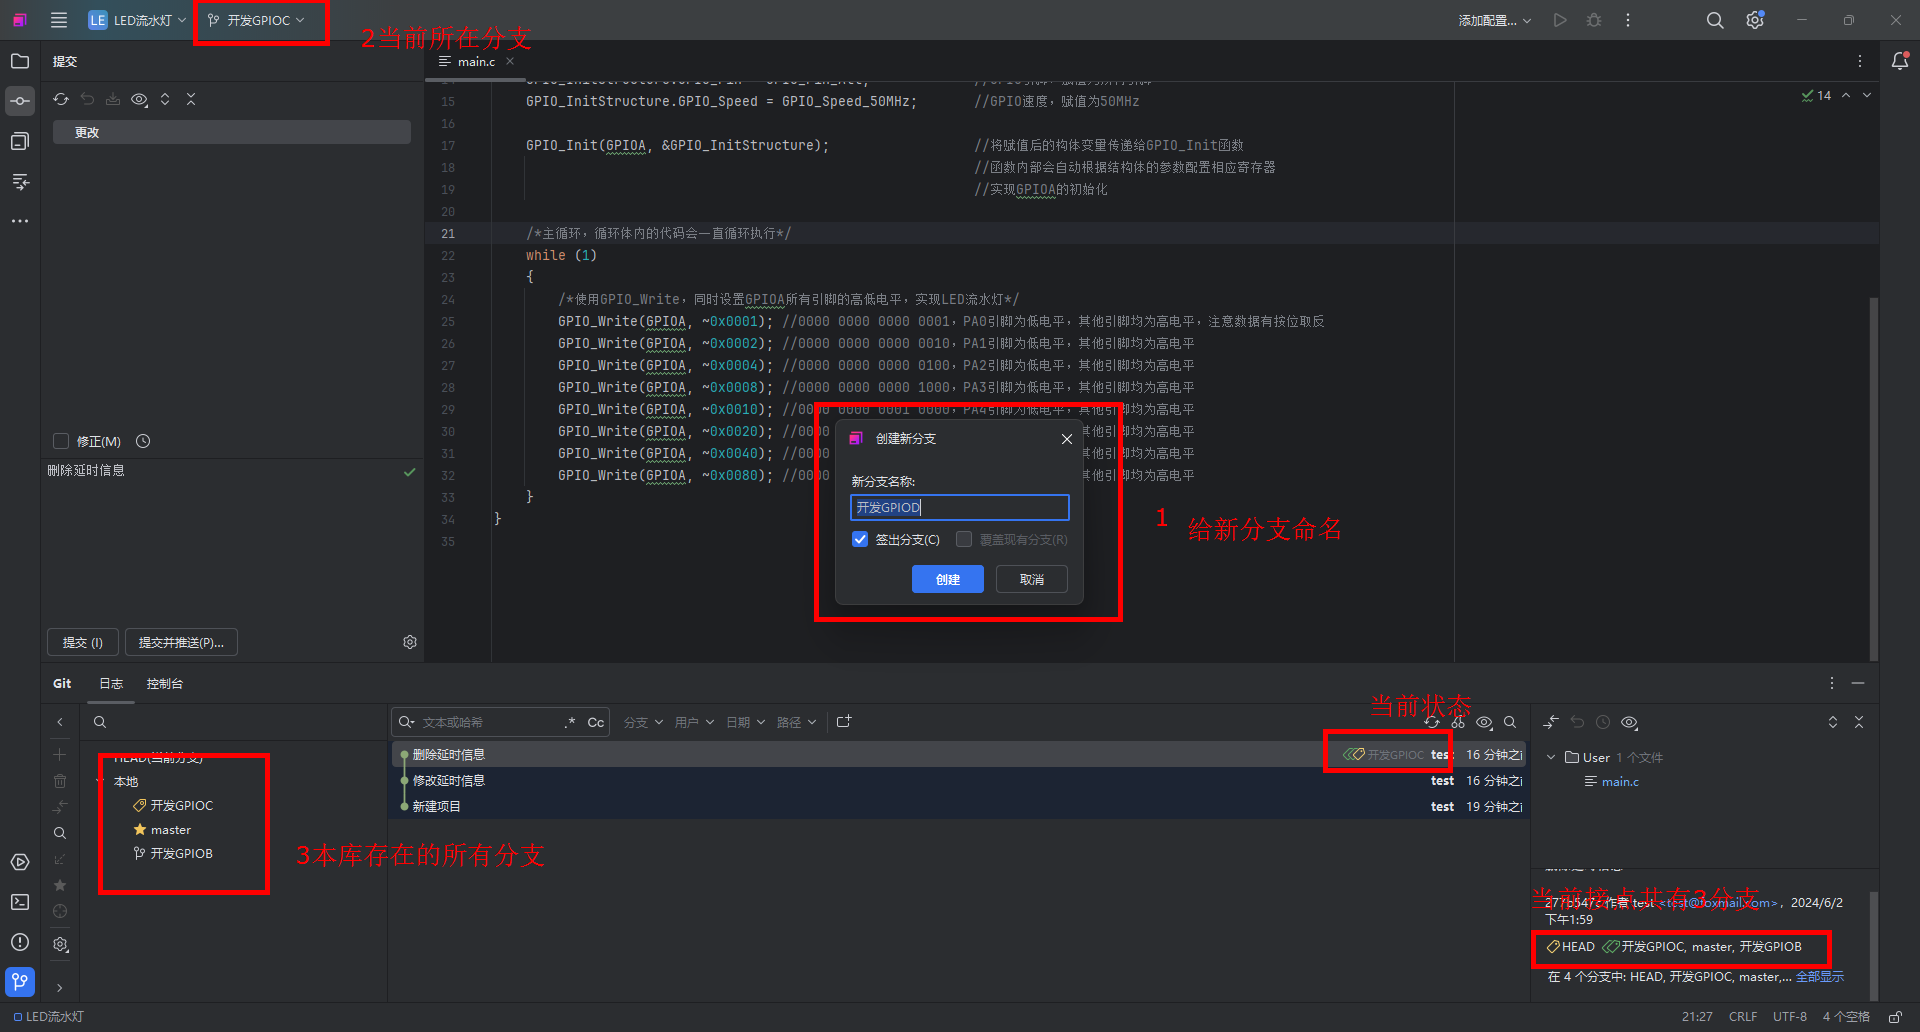 LE LED流水灯 开发GPIOC 添加配置...
2当前所在分支
提交 main.c
更改
14
15 GPIO_InitStructure.GPIO_Speed = GPIO_Speed_50MHz; //GPIO速度，赋值为50MHz
16
17 GPIO_Init(GPIOA, &GPIO_InitStructure); //将赋值后的构体变量传递给GPIO_Init函数
18 //函数内部会自动根据结构体的参数配置相应寄存器
19 //实现GPIOA的初始化
20
21 /*主循环，循环体内的代码会一直循环执行*/
22 while (1)
23 {
24 /*使用GPIO_Write，同时设置GPIOA所有引脚的高低电平，实现LED流水灯*/
25 GPIO_Write(GPIOA, ~0x0001); //0000 0000 0000 0001，PA0引脚为低电平，其他引脚均为高电平，注意数据有按位取反
26 GPIO_Write(GPIOA, ~0x0002); //0000 0000 0000 0010，PA1引脚为低电平，其他引脚均为高电平
27 GPIO_Write(GPIOA, ~0x0004); //0000 0000 0000 0100，PA2引脚为低电平，其他引脚均为高电平
28 GPIO_Write(GPIOA, ~0x0008); //0000 0000 0000 1000，PA3引脚为低电平，其他引脚均为高电平
29 GPIO_Write(GPIOA, ~0x0010); //0000 0000 0001 0000，PA4引脚为低电平，其他引脚均为高电平
30 GPIO_Write(GPIOA, ~0x0020); //0000 其他引脚均为高电平
31 GPIO_Write(GPIOA, ~0x0040); //0000 其他引脚均为高电平
32 GPIO_Write(GPIOA, ~0x0080); //0000 其他引脚均为高电平
33 }
34 }
35
创建新分支
新分支名称:
开发GPIOD
签出分支(C) 覆盖现有分支(R)
创建 取消
1 给新分支命名
修正(M)
删除延时信息
提交 (I) 提交并推送(P)...
Git 日志 控制台
文本或哈希 .* Cc 分支 用户 日期 路径
当前状态
HEAD(当前分支)
本地
开发GPIOC
master
开发GPIOB
3本库存在的所有分支
删除延时信息 开发GPIOC test 16 分钟之
修改延时信息 test 16 分钟之
新建项目 test 19 分钟之
User 1 个文件
main.c
当前接点共有3分支
作者 test <test@foxmail.com>，2024/6/2
下午1:59
HEAD 开发GPIOC, master, 开发GPIOB
在 4 个分支中: HEAD, 开发GPIOC, master,... 全部显示
LED流水灯 21:27 CRLF UTF-8 4 个空格